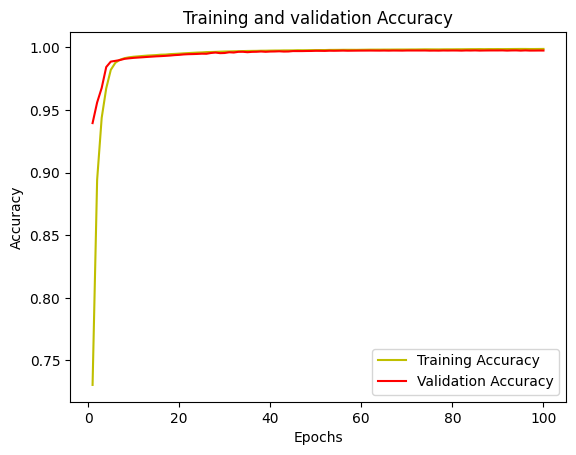 Training and validation Accuracy
Accuracy
1.00
0.95
0.90
0.85
0.80
0.75
0
20
40
60
80
100
Epochs
Training Accuracy
Validation Accuracy